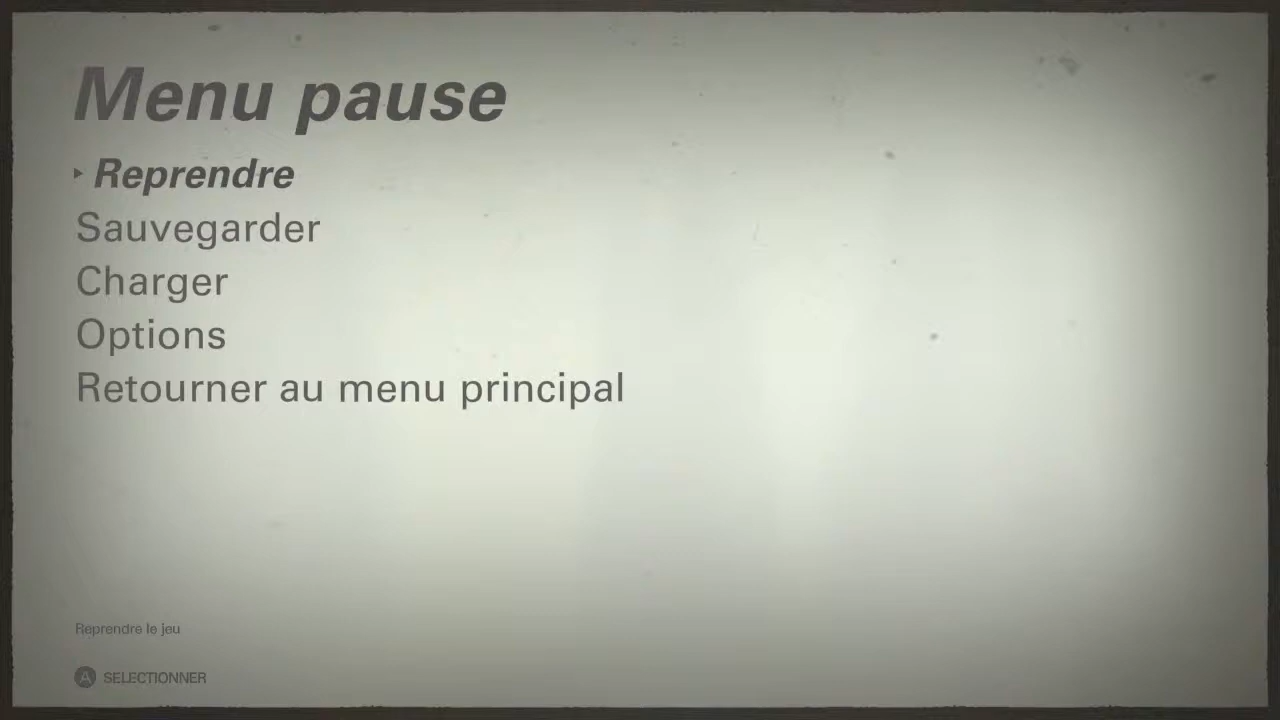 Menu pause
Reprendre
Sauvegarder
Charger
Options
Retourner au menu principal
Reprendre le jeu
A SELECTIONNER